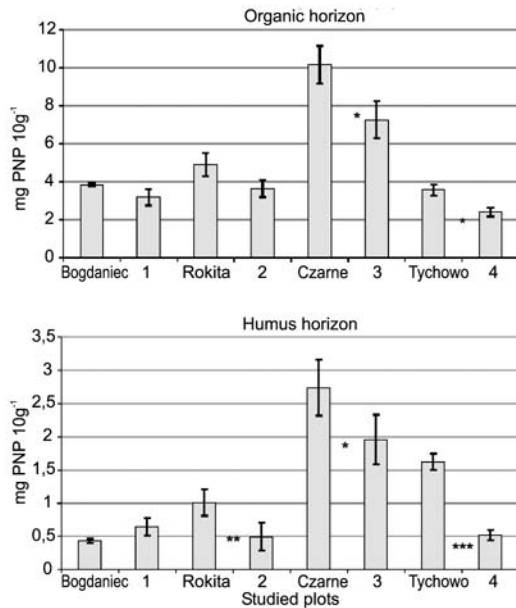 Organic horizon
12
10
8
6
4
2
0
mg PNP 10g-1
*
*
Bogdaniec 1 Rokita 2 Czarne 3 Tychowo 4
Humus horizon
3,5
3
2,5
2
1,5
1
0,5
0
mg PNP 10g-1
*
**
***
Bogdaniec 1 Rokita 2 Czarne 3 Tychowo 4
Studied plots